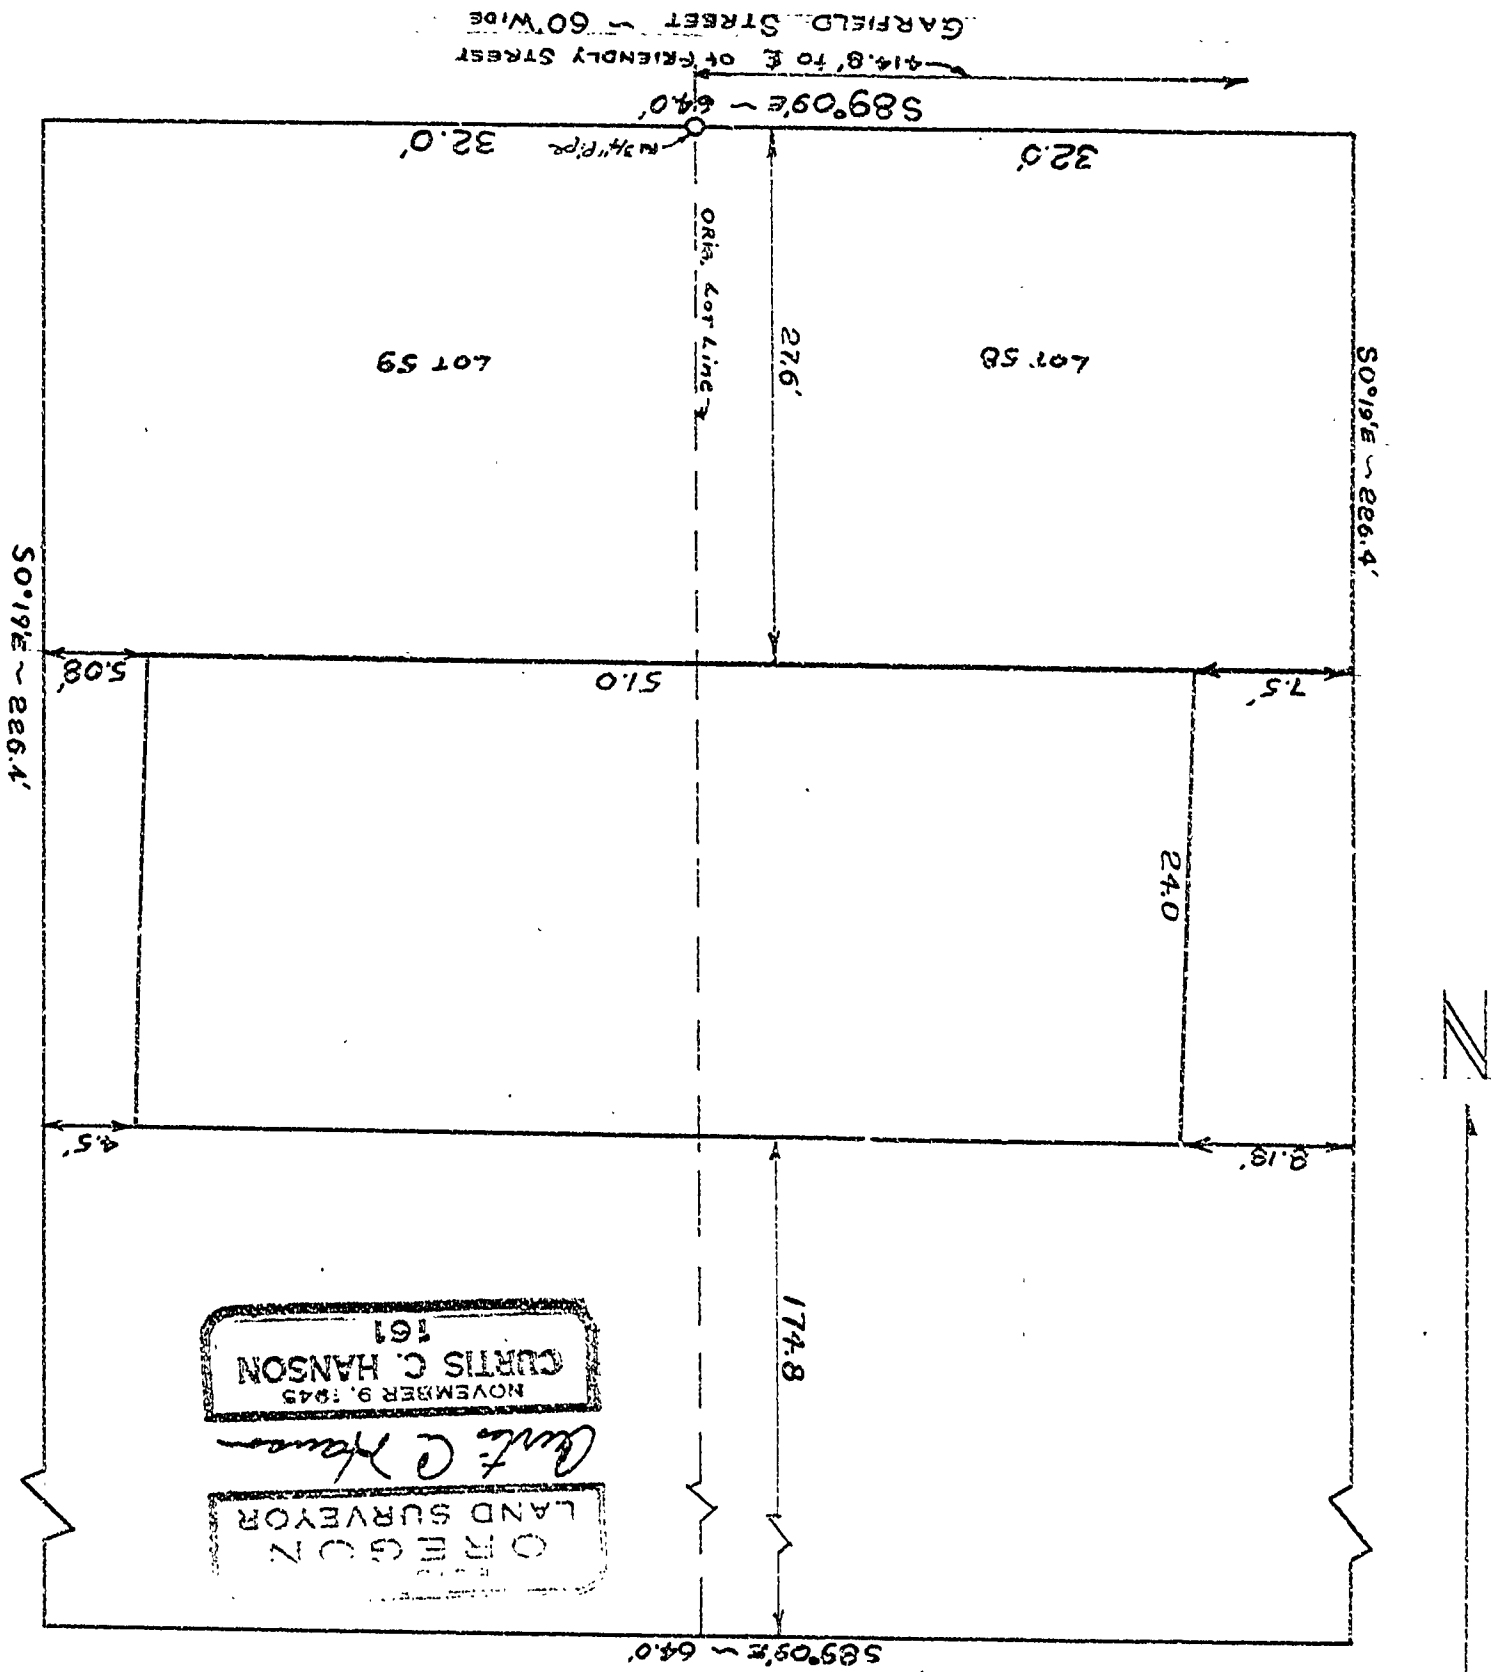 S89°09'E ~ 64.0'
OREGON
LAND SURVEYOR
Curtis C Hanson
NOVEMBER 9, 1945
CURTIS C. HANSON
161
174.8
8.18'
4.5'
N
24.0
7.5'
51.0
5.08'
S0°19'E ~ 226.4'
S0°19'E ~ 226.4'
LOT 58
27.6'
ORIG. LOT LINE
LOT 59
32.0'
3/4" Pipe
32.0'
S89°09'E ~ 64.0'
414.8' to ℄ of FRIENDLY STREET
GARFIELD STREET ~ 60' WIDE